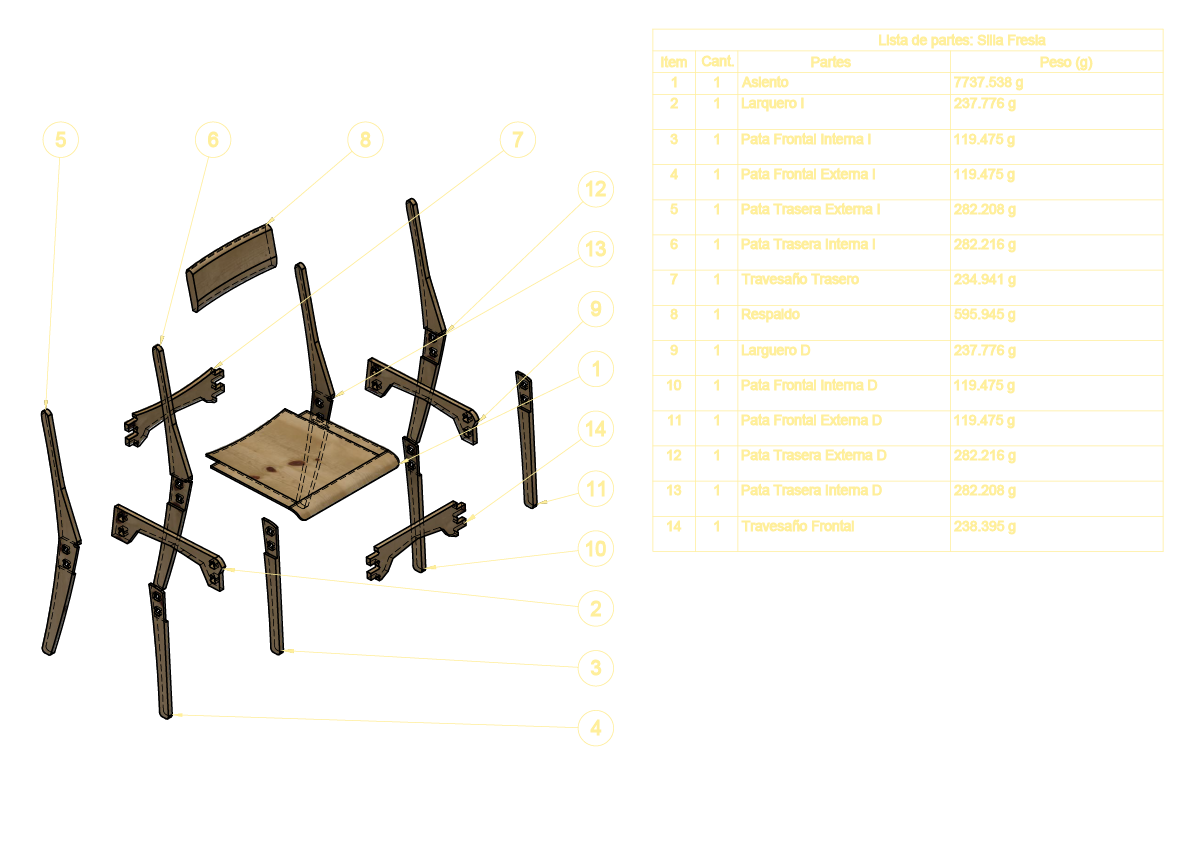 Lista de partes: Silla Fresia
Item Cant. Partes Peso (g)
1 1 Asiento 7737.538 g
2 1 Larquero I 237.776 g
3 1 Pata Frontal Interna I 119.475 g
4 1 Pata Frontal Externa I 119.475 g
5 1 Pata Trasera Externa I 282.208 g
6 1 Pata Trasera Interna I 282.216 g
7 1 Travesaño Trasero 234.941 g
8 1 Respaldo 595.945 g
9 1 Larguero D 237.776 g
10 1 Pata Frontal Interna D 119.475 g
11 1 Pata Frontal Externa D 119.475 g
12 1 Pata Trasera Externa D 282.216 g
13 1 Pata Trasera Interna D 282.208 g
14 1 Travesaño Frontal 238.395 g
5 6 8 7
12
13
9
1
14
11
10
2
3
4